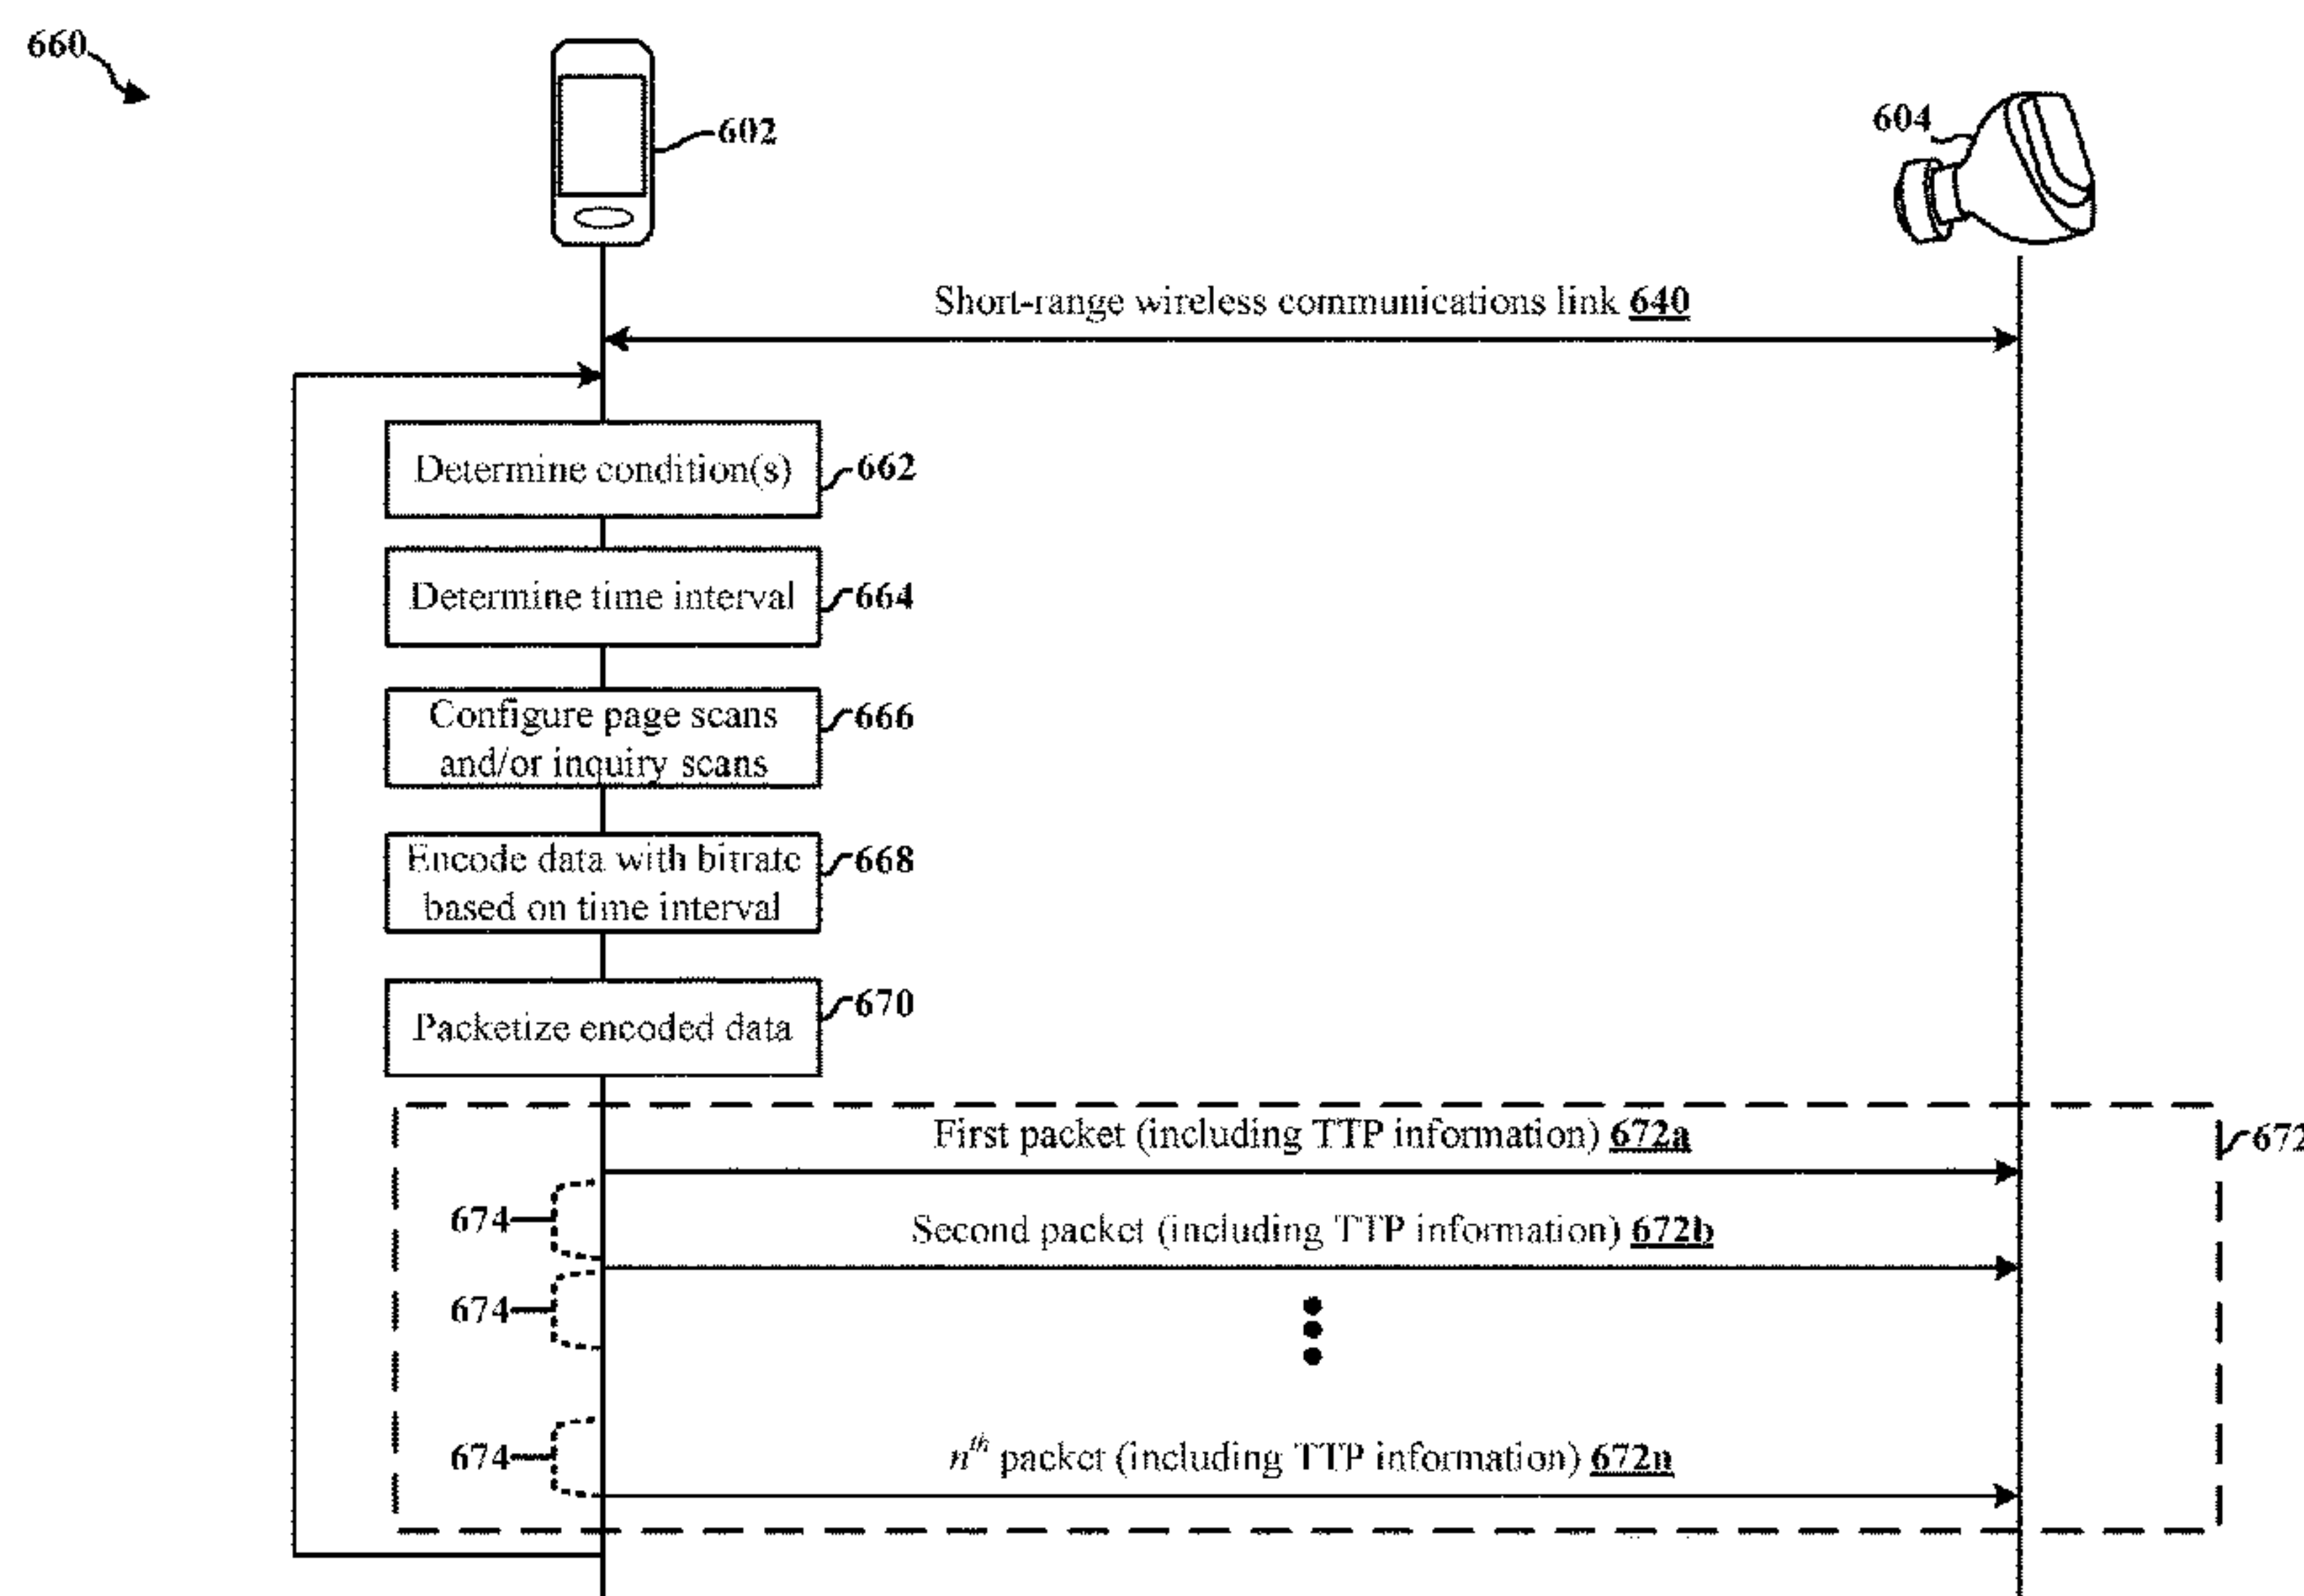 660
602
604
Short-range wireless communications link 640
Determine condition(s)
662
Determine time interval
664
Configure page scans
and/or inquiry scans
666
Encode data with bitrate
based on time interval
668
Packetize encoded data
670
First packet (including TTP information) 672a
672
674
Second packet (including TTP information) 672b
674
674
nth packet (including TTP information) 672n